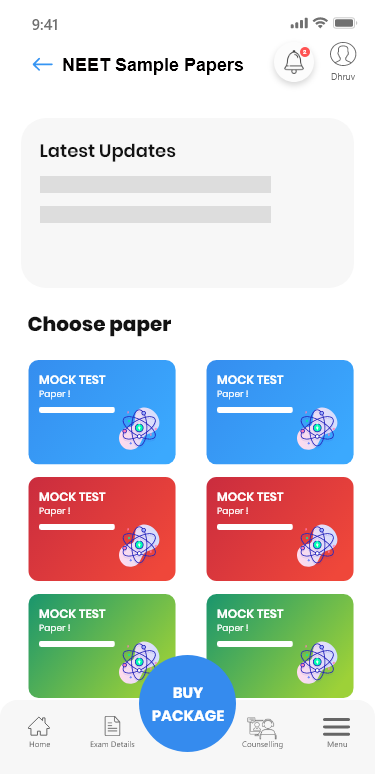 9:41
NEET Sample Papers
Dhruv
Latest Updates
Choose paper
MOCK TEST
Paper !
MOCK TEST
Paper !
MOCK TEST
Paper !
MOCK TEST
Paper !
MOCK TEST
Paper !
MOCK TEST
Paper !
BUY
PACKAGE
Home
Exam Details
Counselling
Menu